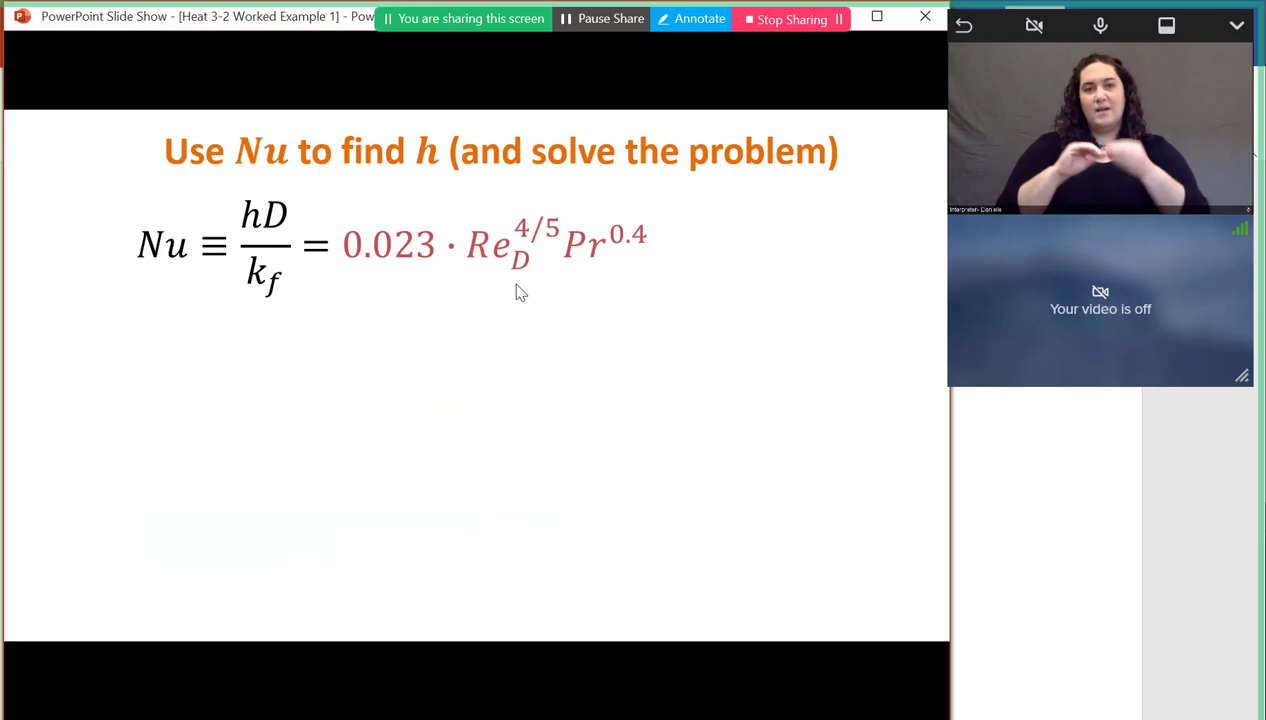 PowerPoint Slide Show - [Heat 3-2 Worked Example 1] - Pow
You are sharing this screen
Pause Share
Annotate
Stop Sharing
Use Nu to find h (and solve the problem)
Nu ≡ hD/k_f = 0.023 · Re_D^{4/5} Pr^{0.4}
Interpreter- Danielle
Your video is off